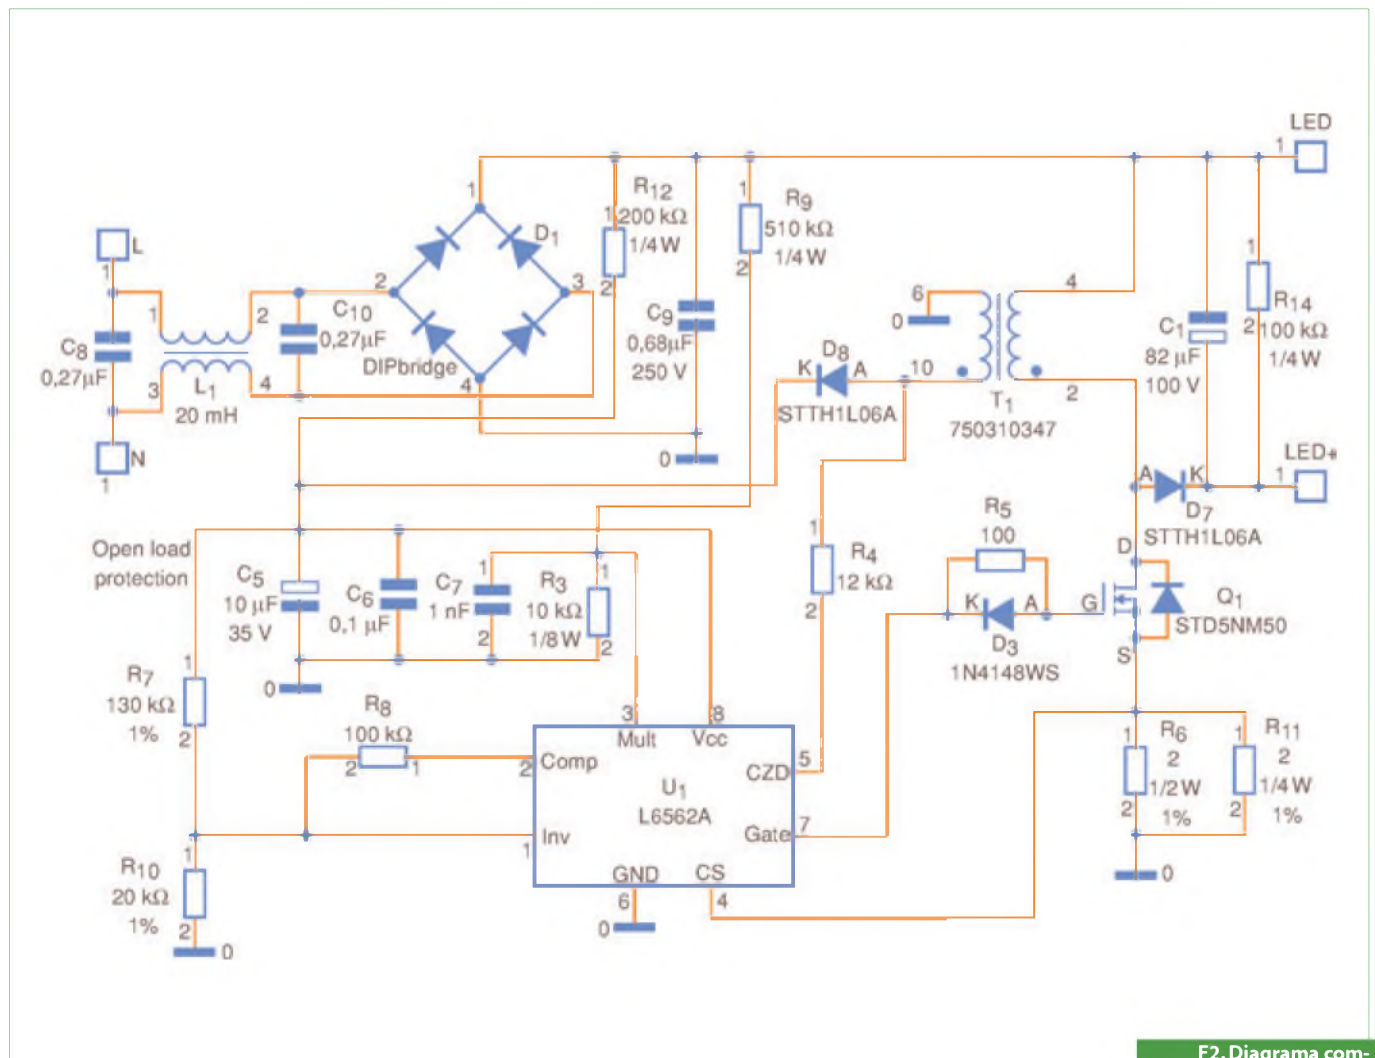 LED
1
L
1
C8
0,27µF
N
1
1
2
3
4
L1
20 mH
C10
0,27µF
1
2
3
4
D1
DIPbridge
R12
1
200 kΩ
1/4 W
2
C9
0,68µF
250 V
0
1
R9
510 kΩ
1/4 W
2
6
0
4
10
2
T1
750310347
D8
K
A
STTH1L06A
C1
82 µF
100 V
1
R14
2
100 kΩ
1/4 W
LED+
1
A
K
D7
STTH1L06A
Open load
protection
C5
10 µF
35 V
0
C6
0,1 µF
1
C7
1 nF
2
1
R3
10 kΩ
1/8 W
2
1
R4
12 kΩ
2
R5
100
K
A
D3
1N4148WS
D
G
S
Q1
STD5NM50
1
R7
130 kΩ
1%
2
R8
100 kΩ
2
1
3
8
Mult
Vcc
2
Comp
CZD
5
U1
L6562A
Inv
1
Gate
7
GND
CS
6
4
0
1
R10
20 kΩ
1%
2
0
1
R6
2
1/2 W
2
1%
1
R11
2
1/4 W
2
1%
0
F2. Diagrama com-